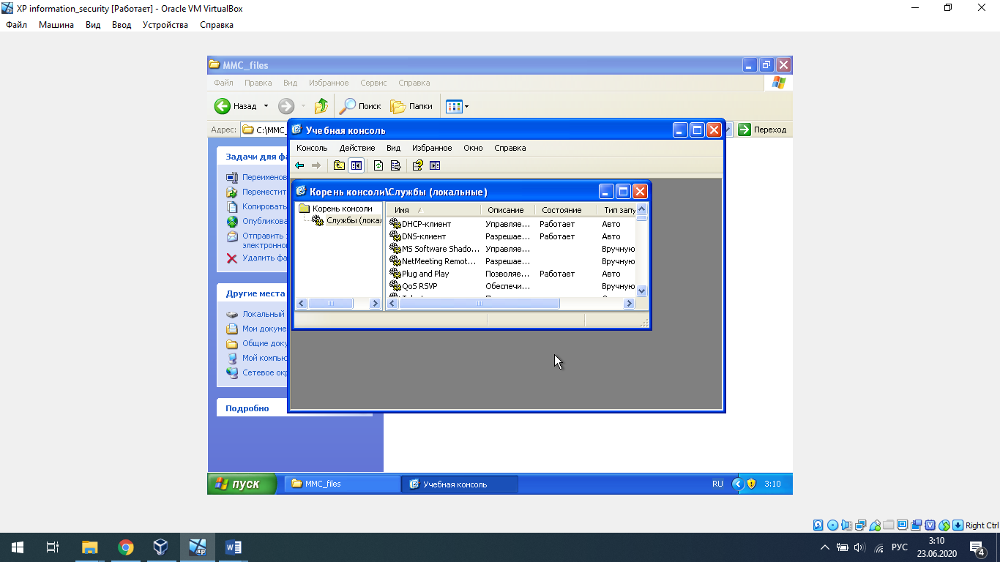 XP information_security [Работает] - Oracle VM VirtualBox
Файл Машина Вид Ввод Устройства Справка
MMC_files
Файл Правка Вид Избранное Сервис Справка
Назад Поиск Папки
Адрес: C:\MMC_ Переход
Учебная консоль
Консоль Действие Вид Избранное Окно Справка
Корень консоли\Службы (локальные)
Корень консоли
Службы (лока
Имя Описание Состояние Тип запу
DHCP-клиент Управляе... Работает Авто
DNS-клиент Разрешае... Работает Авто
MS Software Shado... Управляе... Вручную
NetMeeting Remot... Разрешае... Вручную
Plug and Play Позволяе... Работает Авто
QoS RSVP Обеспечи... Вручную
Задачи для фа
Переименов
Переместит
Копировать
Опубликова
Отправить
электронно
Удалить фа
Другие места
Локальный
Мои докуме
Общие доку
Мой компью
Сетевое окр
Подробно
пуск MMC_files Учебная консоль RU 3:10
Right Ctrl
РУС 3:10
23.06.2020
4